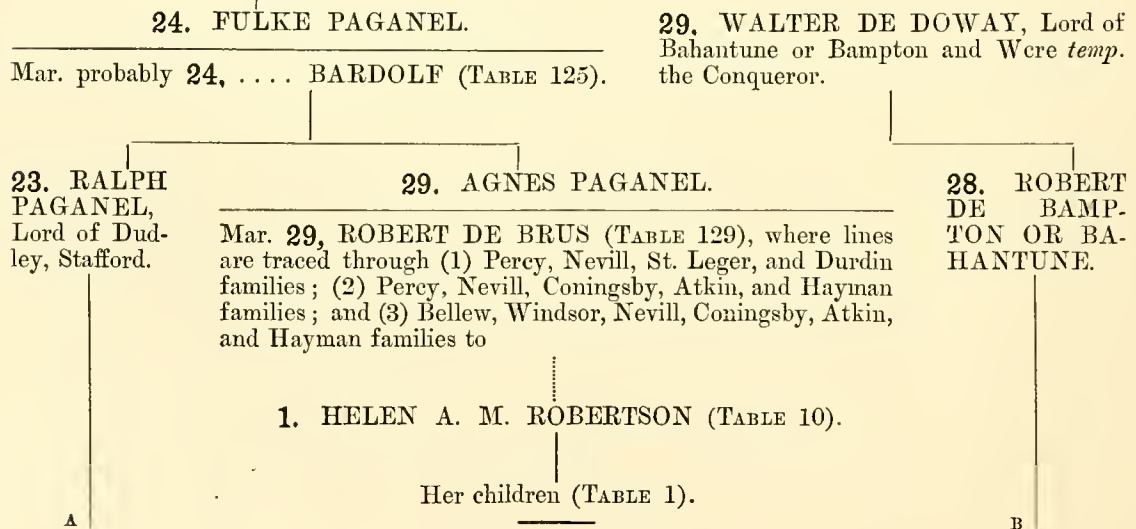 24. FULKE PAGANEL.
Mar. probably 24, .... BARDOLF (TABLE 125).
29. WALTER DE DOWAY, Lord of
Bahantune or Bampton and Were temp.
the Conqueror.
23. RALPH
PAGANEL,
Lord of Dud-
ley, Stafford.
29. AGNES PAGANEL.
Mar. 29, ROBERT DE BRUS (TABLE 129), where lines
are traced through (1) Percy, Nevill, St. Leger, and Durdin
families; (2) Percy, Nevill, Coningsby, Atkin, and Hayman
families; and (3) Bellew, Windsor, Nevill, Coningsby, Atkin,
and Hayman families to
28. ROBERT
DE BAMP-
TON OR BA-
HANTUNE.
1. HELEN A. M. ROBERTSON (TABLE 10).
Her children (TABLE 1).
A
B